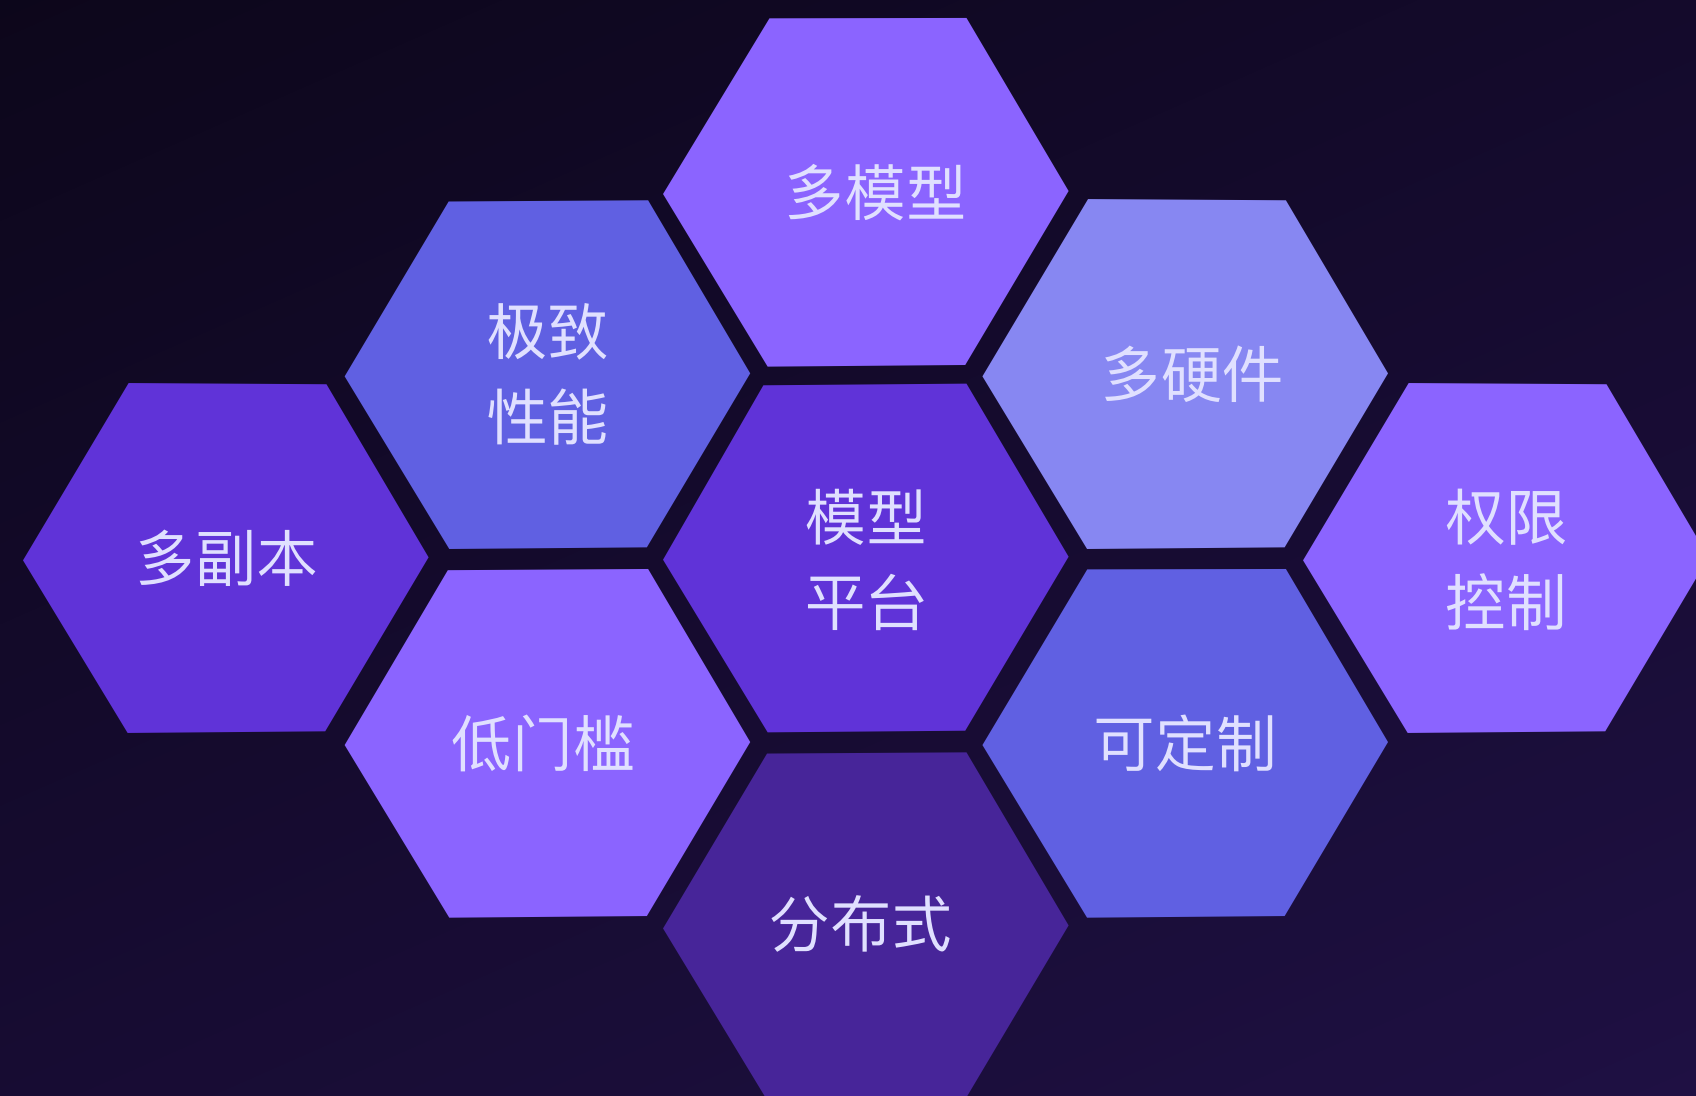 多模型
极致
性能
多硬件
多副本
模型
平台
权限
控制
低门槛
可定制
分布式